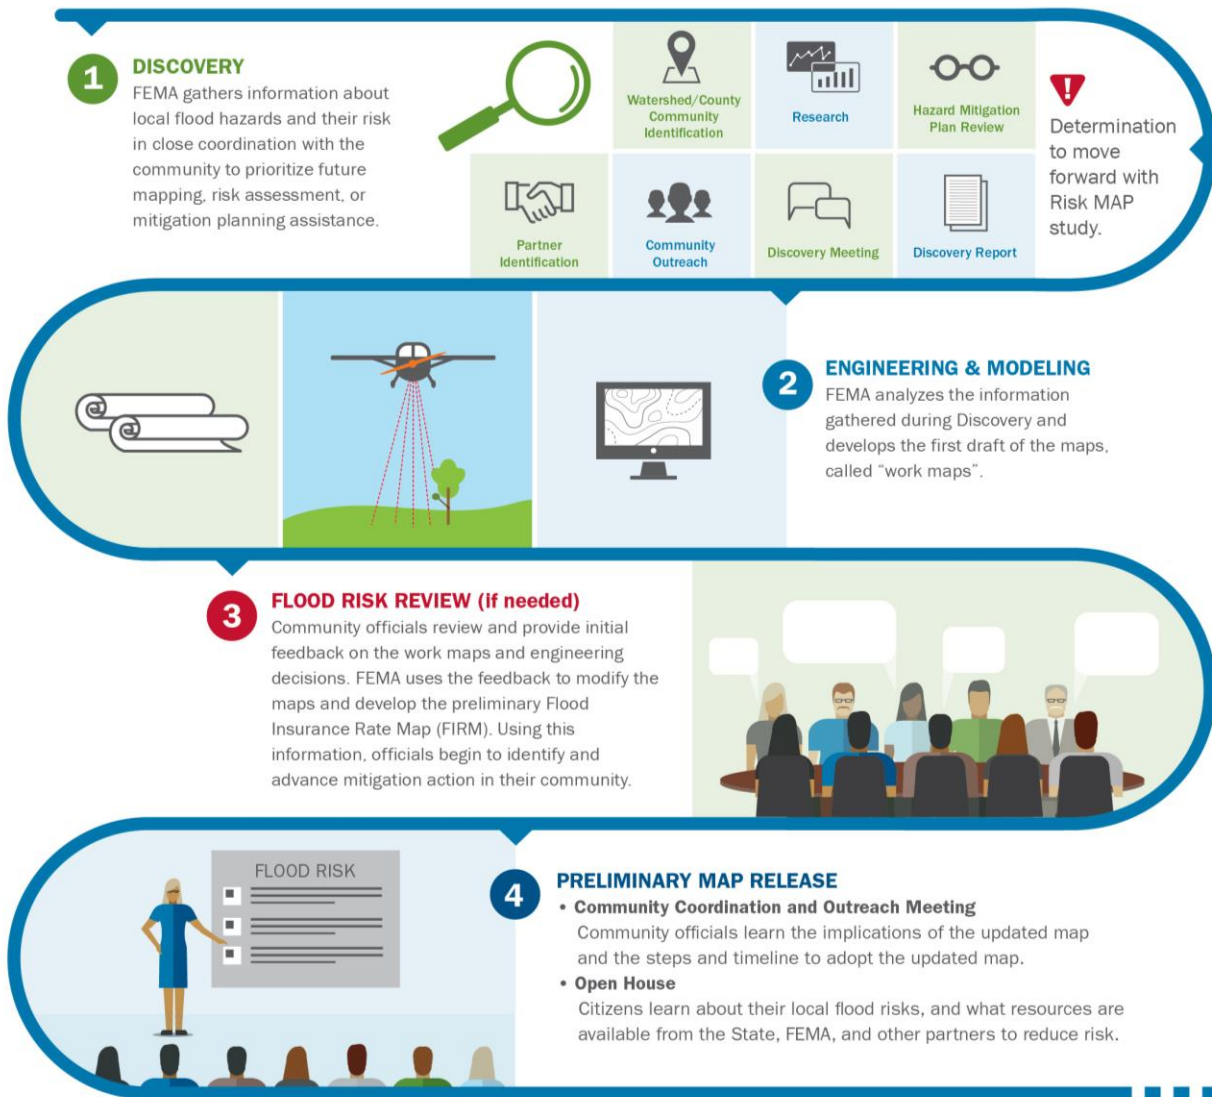 1
DISCOVERY
FEMA gathers information about
local flood hazards and their risk
in close coordination with the
community to prioritize future
mapping, risk assessment, or
mitigation planning assistance.
Watershed/County
Community
Identification
Research
Hazard Mitigation
Plan Review
Partner
Identification
Community
Outreach
Discovery Meeting
Discovery Report
!
Determination
to move
forward with
Risk MAP
study.
2
ENGINEERING & MODELING
FEMA analyzes the information
gathered during Discovery and
develops the first draft of the maps,
called “work maps”.
3
FLOOD RISK REVIEW (if needed)
Community officials review and provide initial
feedback on the work maps and engineering
decisions. FEMA uses the feedback to modify the
maps and develop the preliminary Flood
Insurance Rate Map (FIRM). Using this
information, officials begin to identify and
advance mitigation action in their community.
FLOOD RISK
4
PRELIMINARY MAP RELEASE
• Community Coordination and Outreach Meeting
Community officials learn the implications of the updated map
and the steps and timeline to adopt the updated map.
• Open House
Citizens learn about their local flood risks, and what resources are
available from the State, FEMA, and other partners to reduce risk.